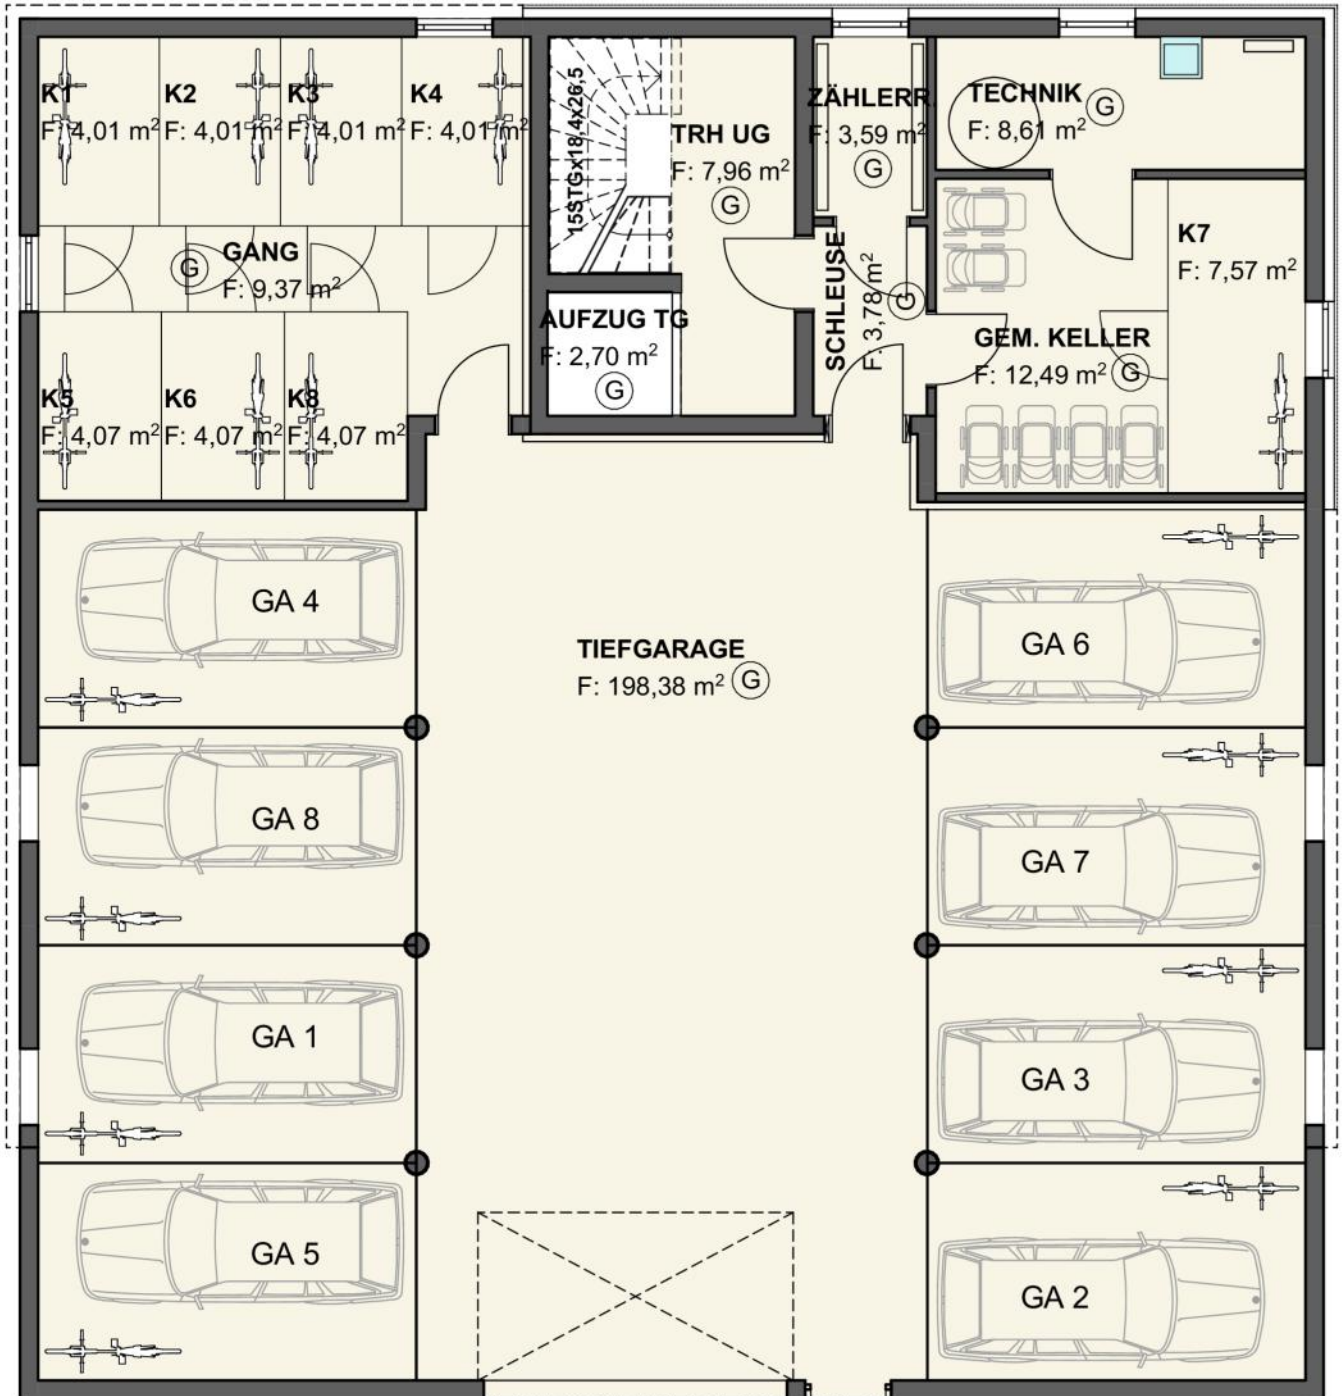 K1
F: 4,01 m²
K2
F: 4,01 m²
K3
F: 4,01 m²
K4
F: 4,01 m²
15STGx18,4x26,5
TRH UG
F: 7,96 m²
G
ZÄHLERR.
F: 3,59 m²
G
TECHNIK
F: 8,61 m²
G
GANG
F: 9,37 m²
G
AUFZUG TG
F: 2,70 m²
G
SCHLEUSE
F: 3,78 m²
G
K7
F: 7,57 m²
GEM. KELLER
F: 12,49 m²
G
K5
F: 4,07 m²
K6
F: 4,07 m²
K8
F: 4,07 m²
GA 4
TIEFGARAGE
F: 198,38 m²
G
GA 6
GA 8
GA 7
GA 1
GA 3
GA 5
GA 2